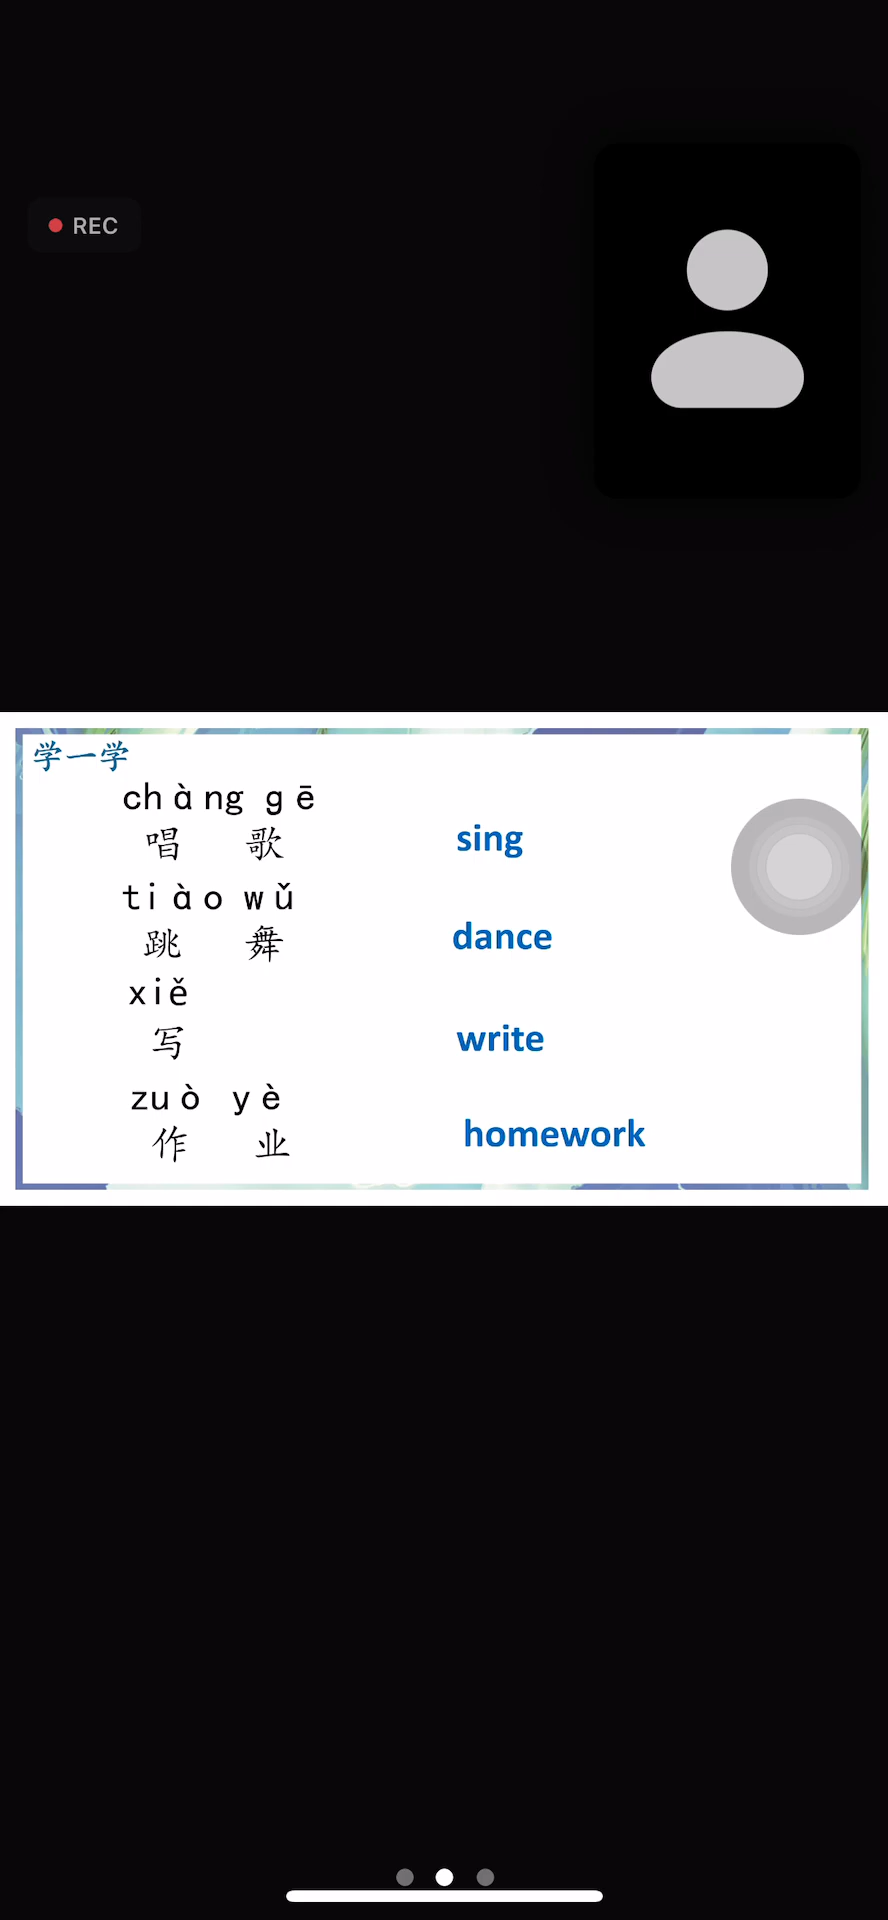 REC
学一学
chàng gē
唱 歌 sing
tiào wǔ
跳 舞 dance
xiě
写 write
zuò yè
作 业 homework